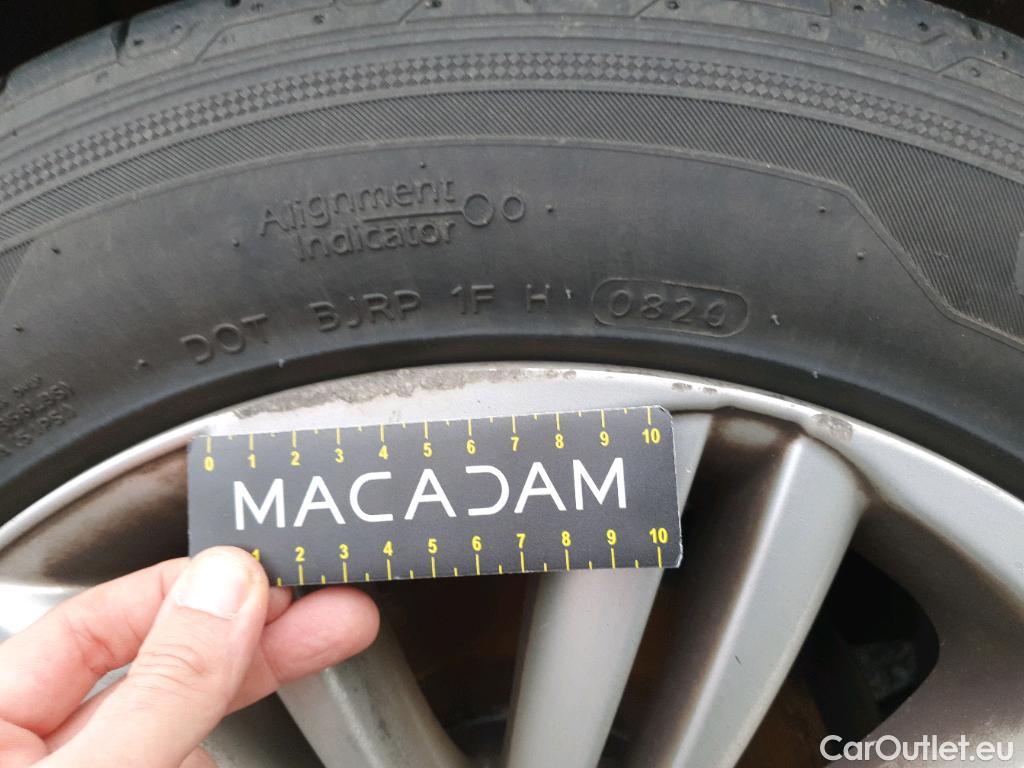 Alignment
Indicator
DOT BJRP 1F H 0820
0 1 2 3 4 5 6 7 8 9 10
MACADAM
1 2 3 4 5 6 7 8 9 10
CarOutlet.eu